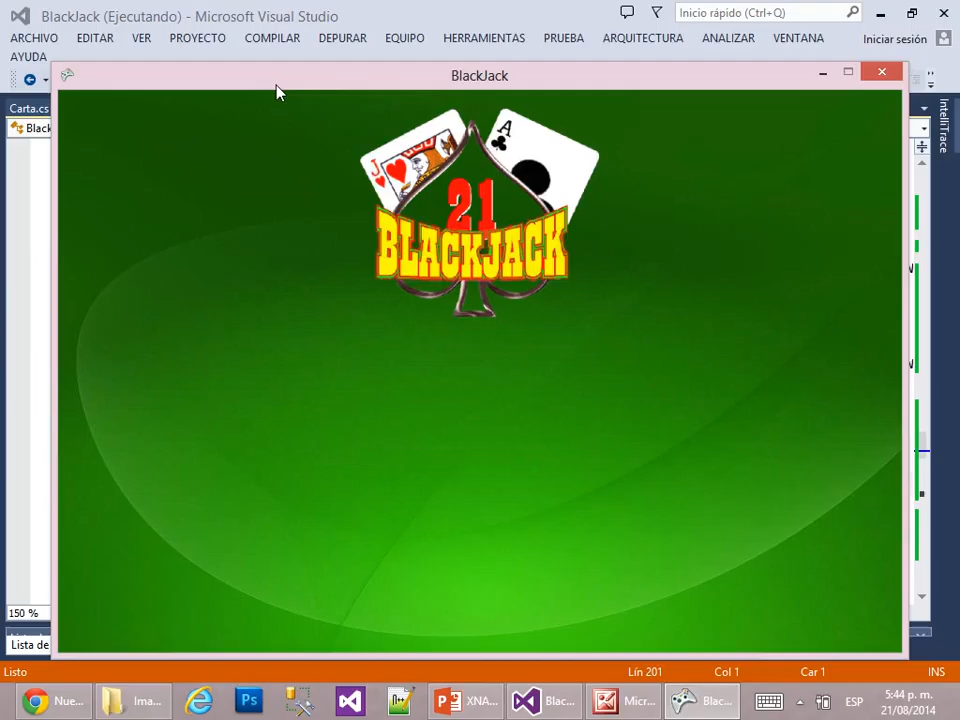 BlackJack (Ejecutando) - Microsoft Visual Studio
Inicio rápido (Ctrl+Q)
ARCHIVO EDITAR VER PROYECTO COMPILAR DEPURAR EQUIPO HERRAMIENTAS PRUEBA ARQUITECTURA ANALIZAR VENTANA
Iniciar sesión
AYUDA
BlackJack
Carta.cs
Black
IntelliTrace
J
A
21
BLACKJACK
150 %
Lista de
Listo
Lín 201
Col 1
Car 1
INS
Nue...
Ima...
Ps
XNA...
Blac...
Micr...
Blac...
ESP
5:44 p. m.
21/08/2014